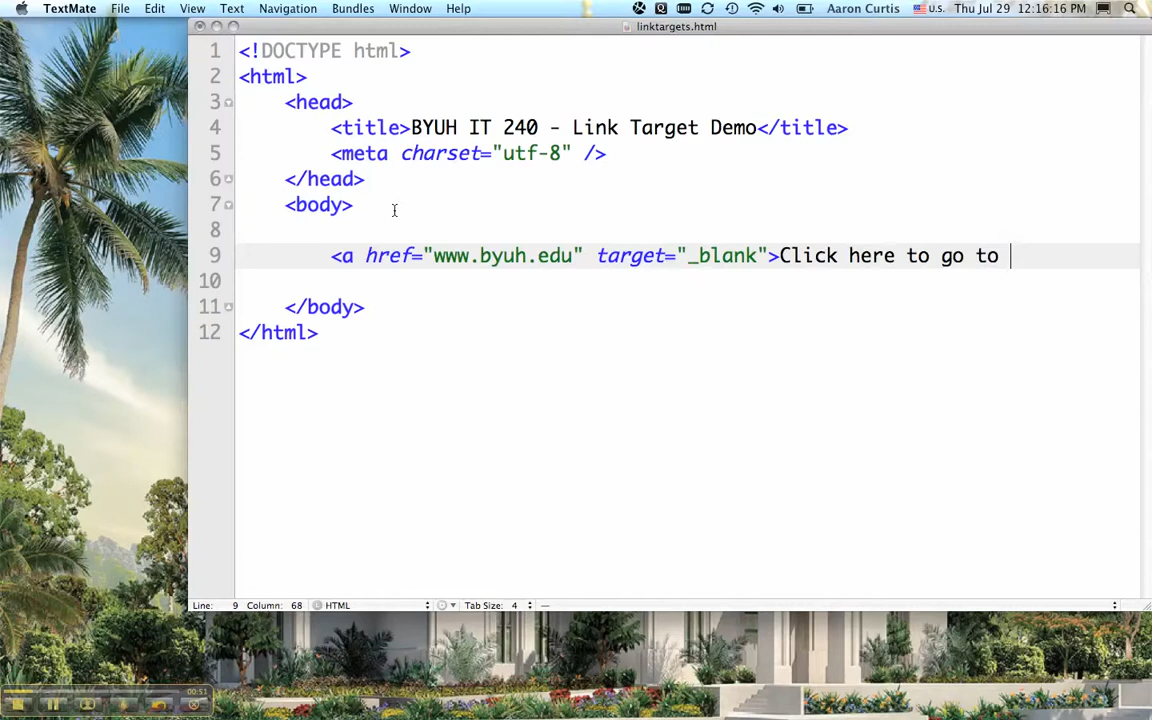 TextMate File Edit View Text Navigation Bundles Window Help U.S. Aaron Curtis Thu Jul 29 12:16:16 PM
linktargets.html
1 <!DOCTYPE html>
2 <html>
3 <head>
4 <title>BYUH IT 240 - Link Target Demo</title>
5 <meta charset="utf-8" />
6 </head>
7 <body>
8
9 <a href="www.byuh.edu" target="_blank">Click here to go to
10
11 </body>
12 </html>
Line: 9 Column: 68 HTML Tab Size: 4 —
00:51